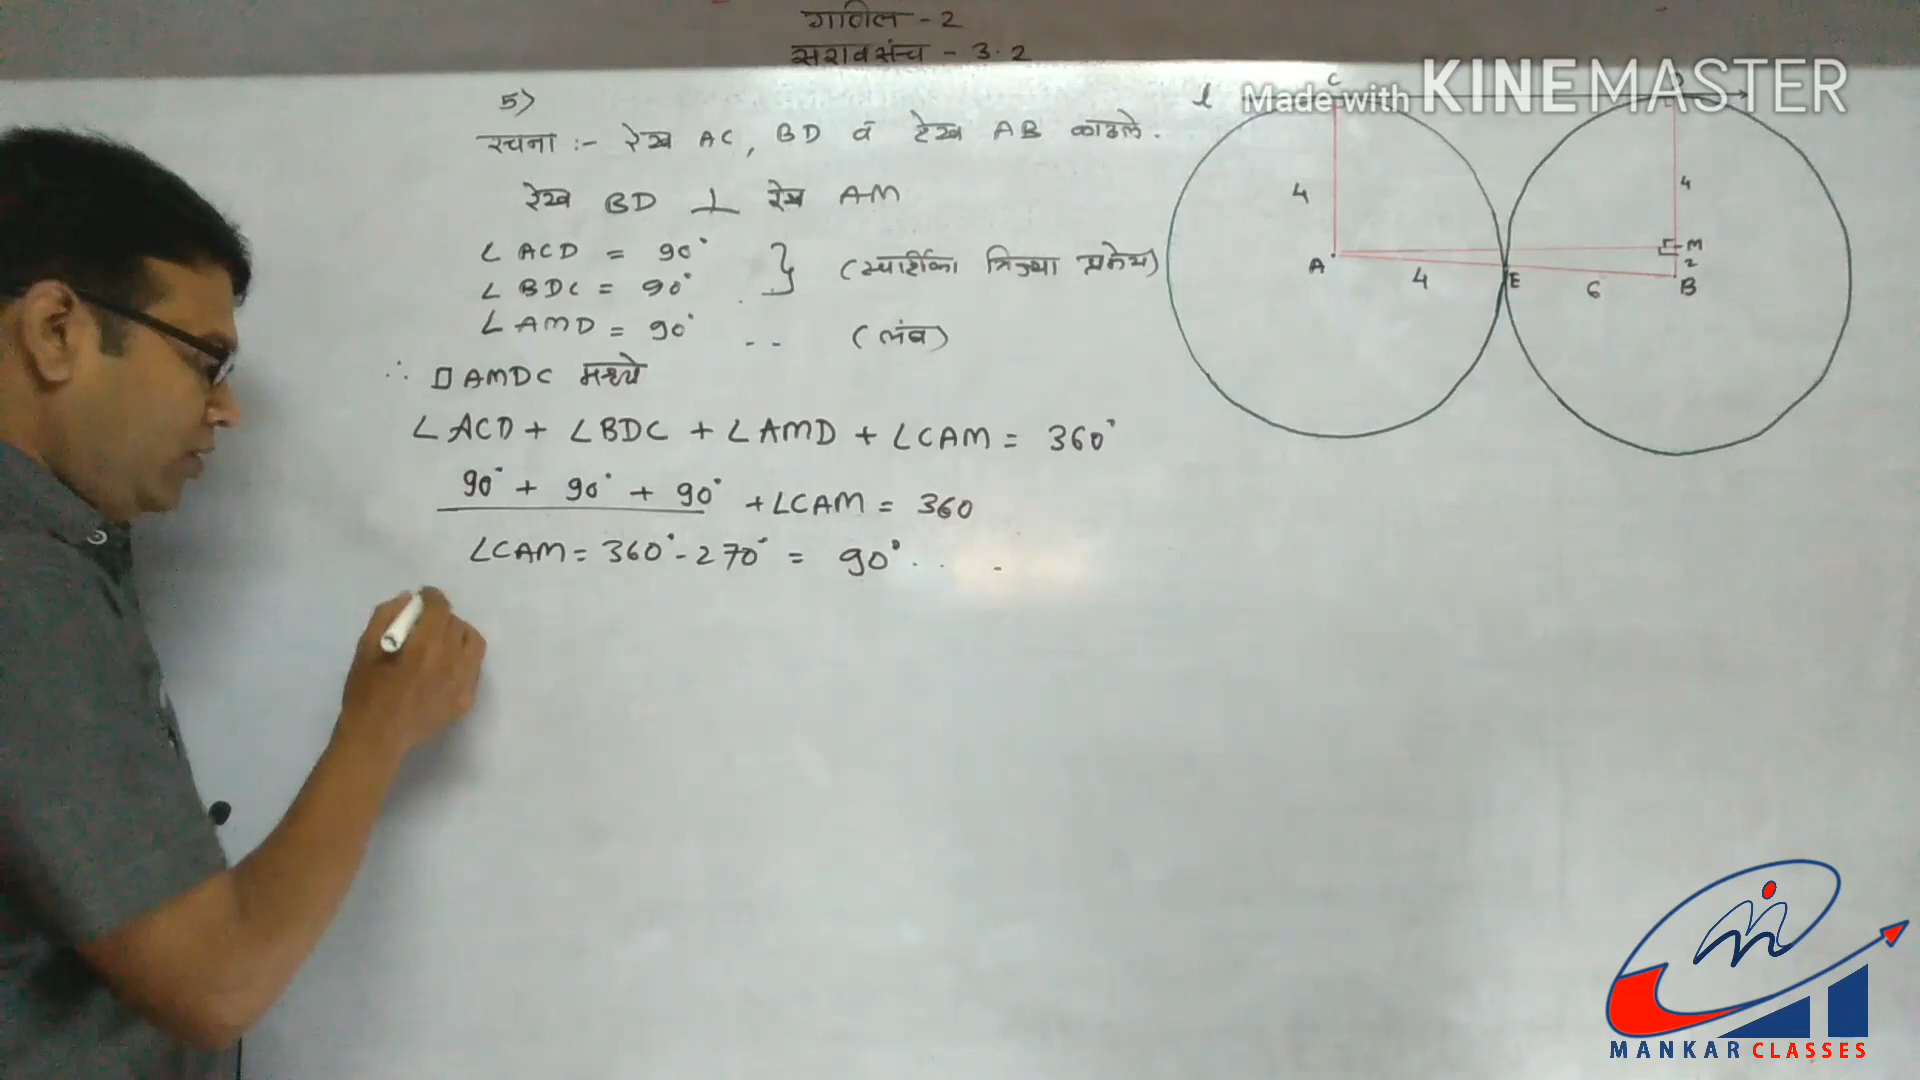 गणित - 2
सरावसंच - 3.2
5)
रचना :- रेख AC, BD व रेख AB काढले.
रेख BD ⊥ रेख AM
∠ACD = 90°
∠BDC = 90° } (स्पर्शिका त्रिज्या प्रमेय)
∠AMD = 90° .. (लंब)
∴ □AMDC मध्ये
∠ACD + ∠BDC + ∠AMD + ∠CAM = 360°
90° + 90° + 90° + ∠CAM = 360
∠CAM = 360° - 270° = 90° . . .
l C D
4 4
A 4 E 6 M 2 B
Made with KINEMASTER
MANKAR CLASSES